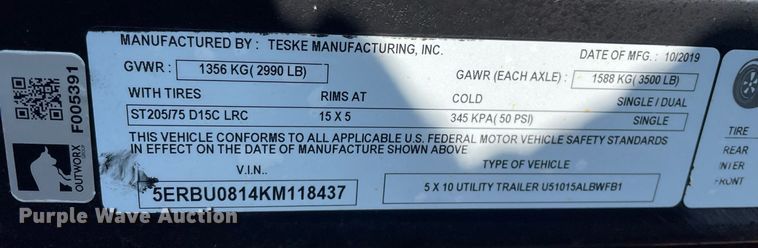 MANUFACTURED BY: TESKE MANUFACTURING, INC.
DATE OF MFG.: 10/2019
GVWR: 1356 KG( 2990 LB)
GAWR (EACH AXLE): 1588 KG( 3500 LB)
WITH TIRES RIMS AT COLD SINGLE / DUAL
ST205/75 D15C LRC 15 X 5 345 KPA( 50 PSI) SINGLE
THIS VEHICLE CONFORMS TO ALL APPLICABLE U.S. FEDERAL MOTOR VEHICLE SAFETY STANDARDS
IN EFFECT ON THE DATE OF MANUFACTURE SHOWN ABOVE
V.I.N.. TYPE OF VEHICLE
5ERBU0814KM118437 5 X 10 UTILITY TRAILER U51015ALBWFB1
F005391
OUTWORX
TIRE
REAR
INTER
FRONT
Purple Wave Auction